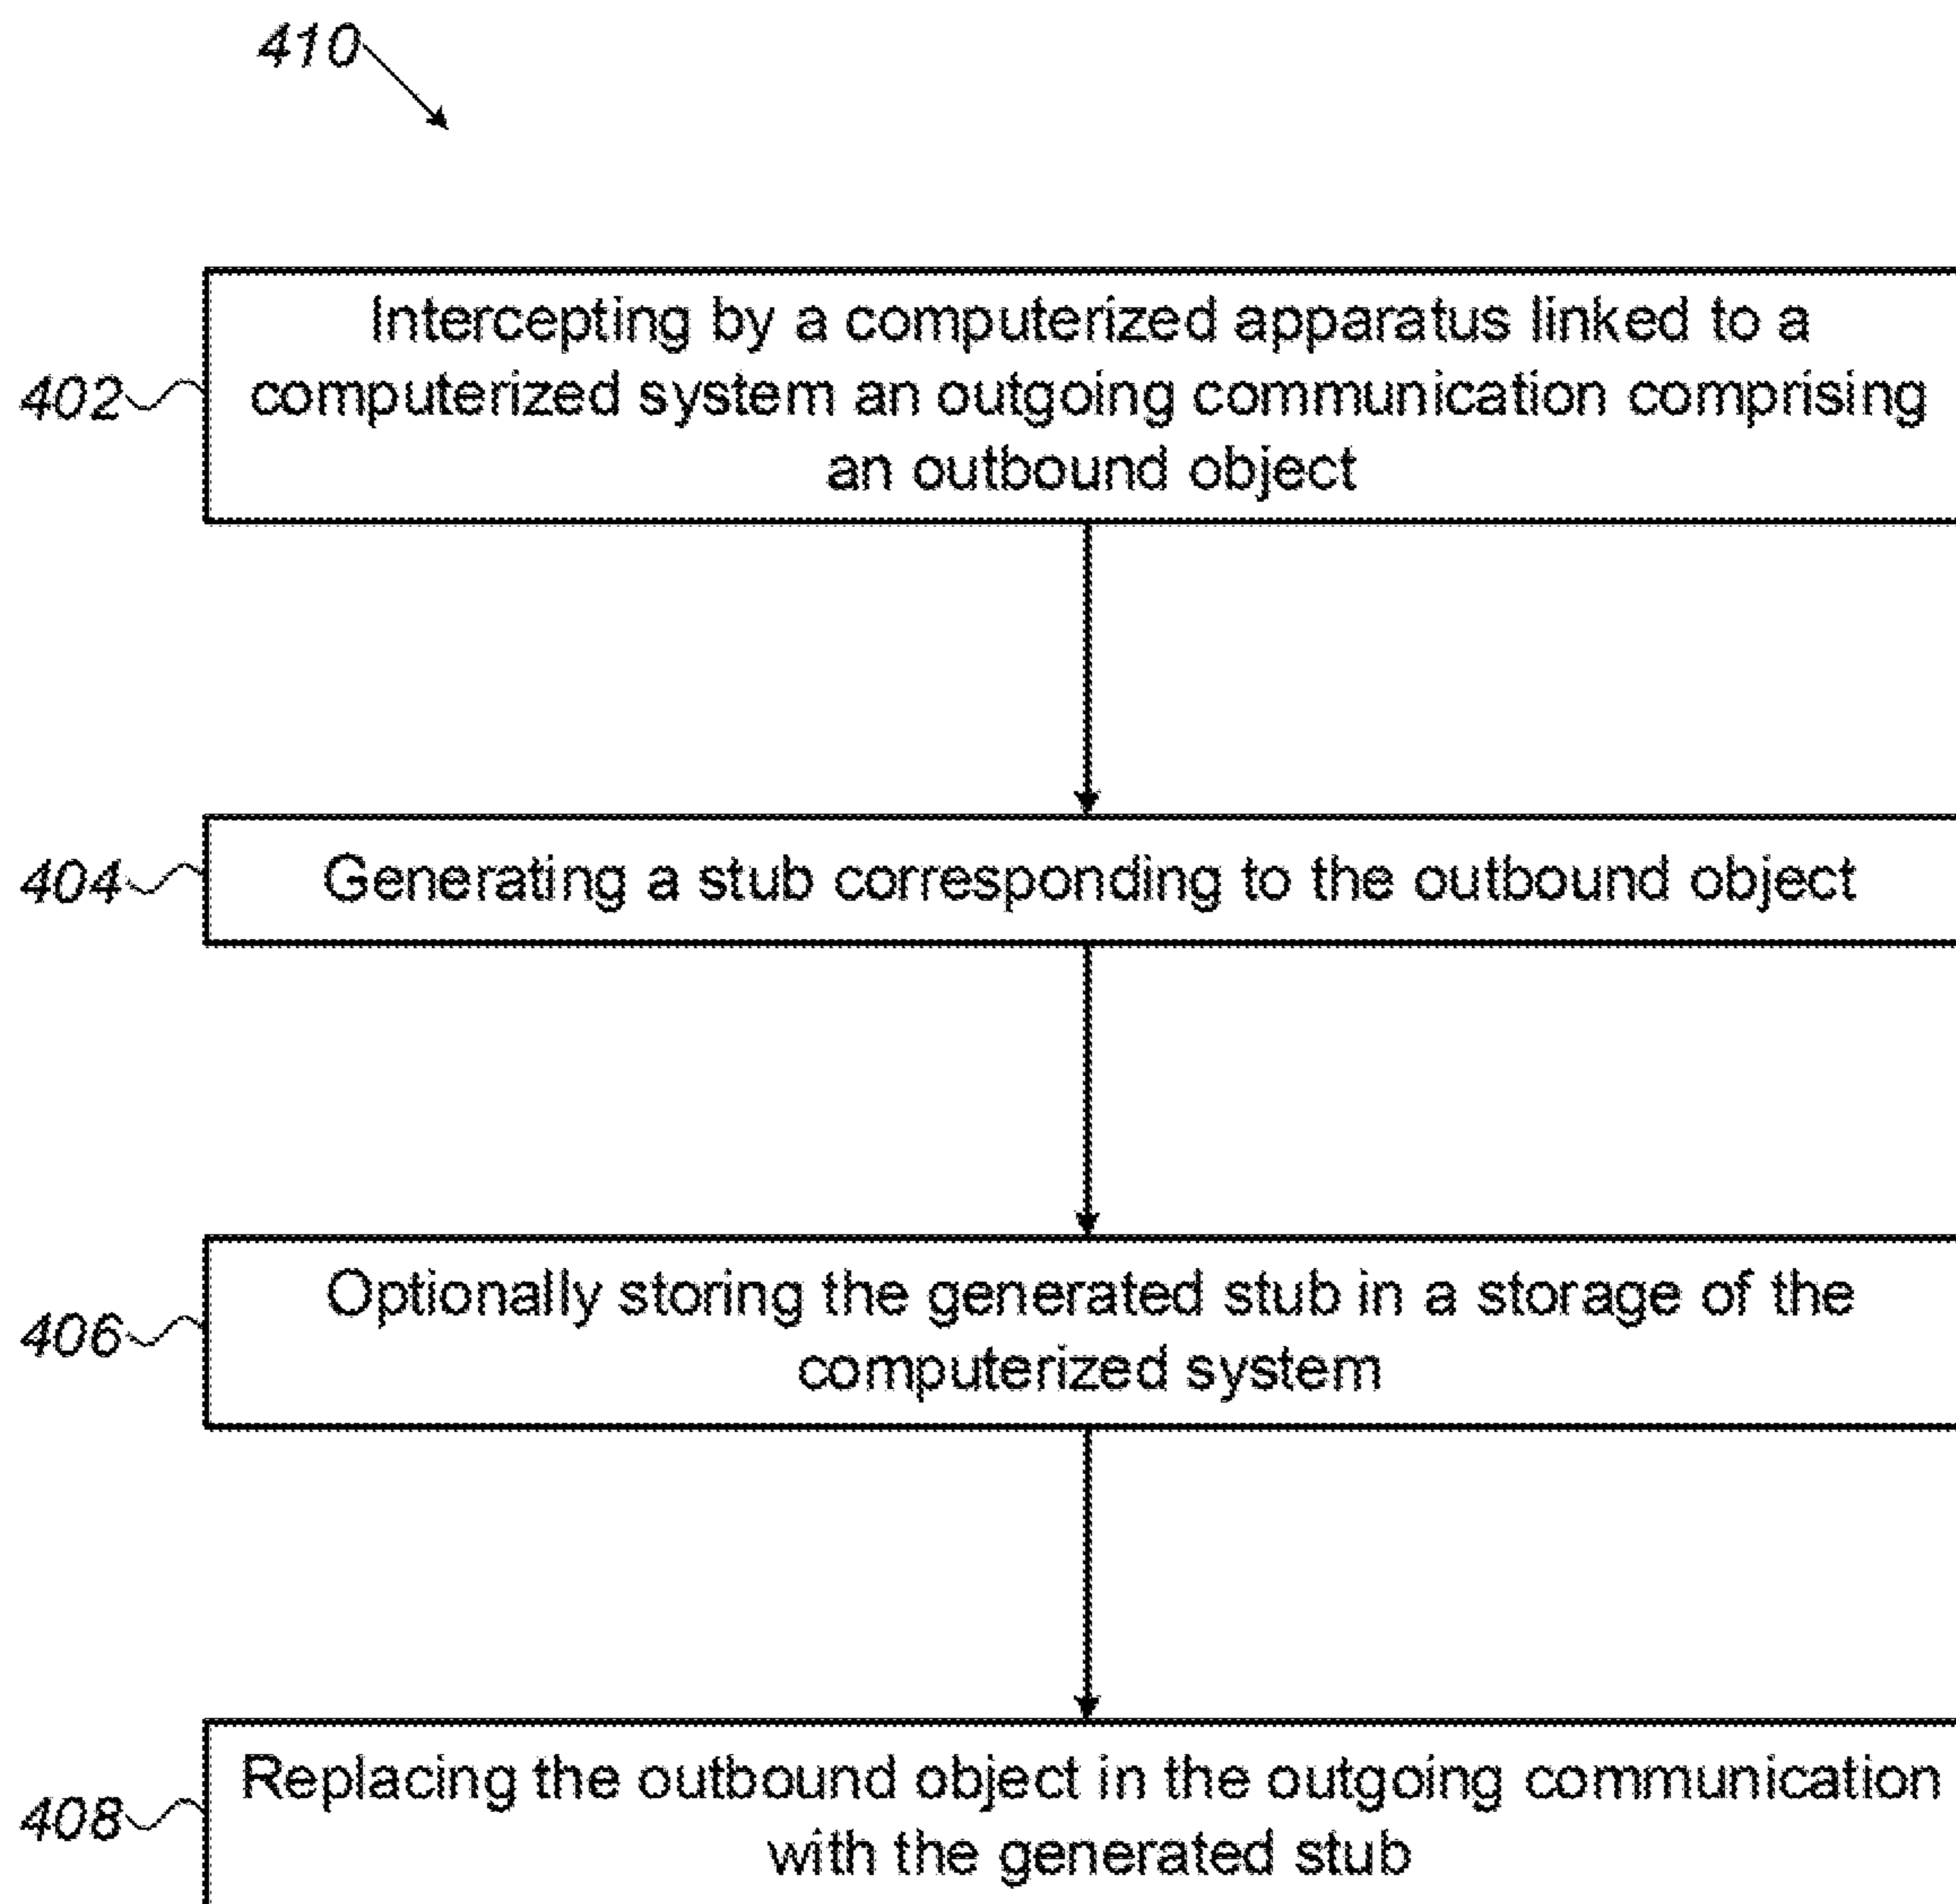 410
Intercepting by a computerized apparatus linked to a
402
computerized system an outgoing communication comprising
an outbound object
404
Generating a stub corresponding to the outbound object
Optionally storing the generated stub in a storage of the
406
computerized system
Replacing the outbound object in the outgoing communication
408
with the generated stub